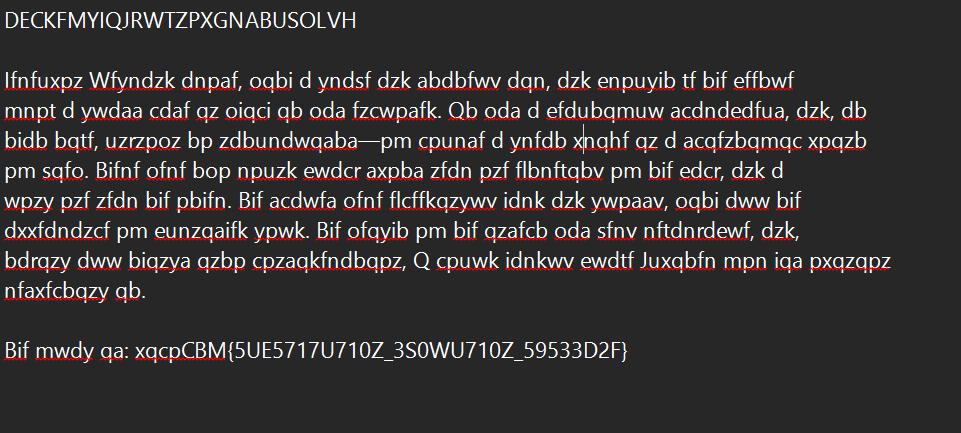 DECKFMYIQJRWTZPXGNABUSOLVH
Ifnfuxpz Wfyndzk dnpaf, oqbi d yndsf dzk abdbfwv dqn, dzk enpuyib tf bif effbwf
mnpt d ywdaa cdaf qz oiqci qb oda fzcwpafk. Qb oda d efdubqmuw acdndedfua, dzk, db
bidb bqtf, uzrzpoz bp zdbundwqaba—pm cpunaf d ynfdb xnqhf qz d acqfzbqmqc xpqzb
pm sqfo. Bifnf ofnf bop npuzk ewdcr axpba zfdn pzf flbnftqbv pm bif edcr, dzk d
wpzy pzf zfdn bif pbifn. Bif acdwfa ofnf flcffkqzywv idnk dzk ywpaav, oqbi dww bif
dxxfdndzcf pm eunzqaifk ypwk. Bif ofqyib pm bif qzafcb oda sfnv nftdnrdewf, dzk,
bdrqzy dww biqzya qzbp cpzaqkfndbqpz, Q cpuwk idnkwv ewdtf Juxqbfn mpn iqa pxqzqpz
nfaxfcbqzy qb.
Bif mwdy qa: xqcpCBM{5UE5717U710Z_3S0WU710Z_59533D2F}